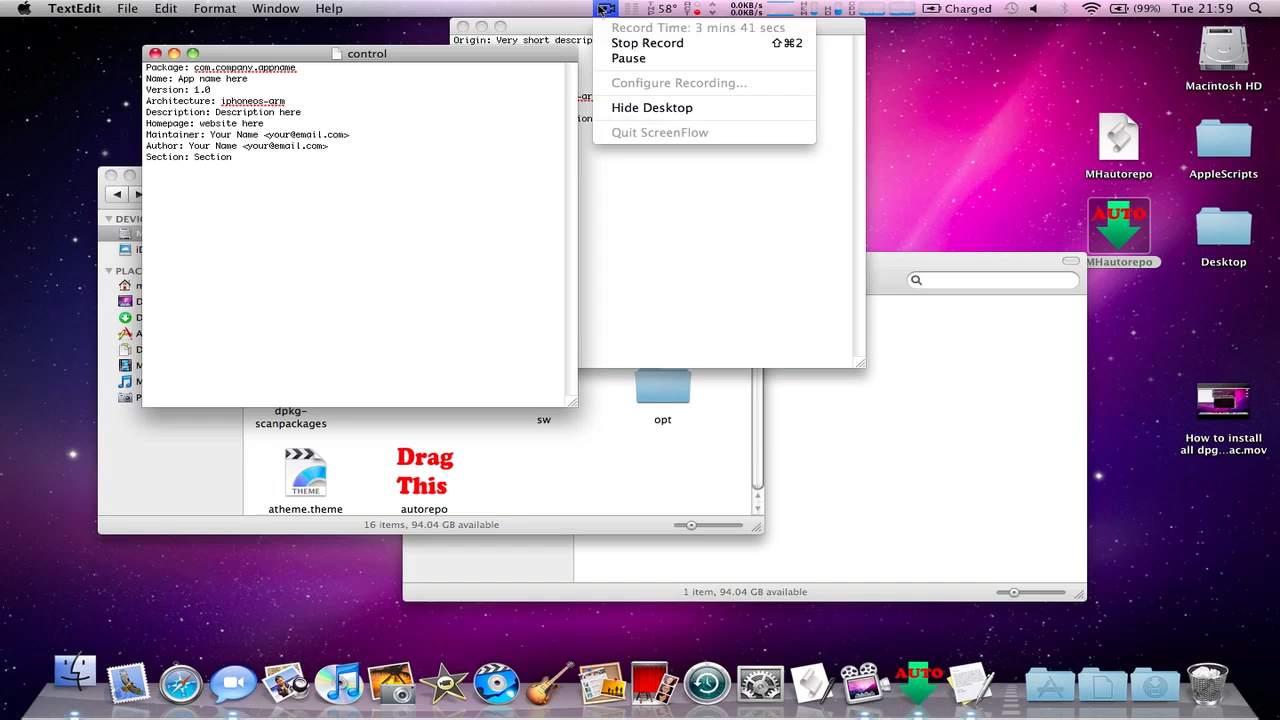 TextEdit File Edit Format Window Help
58° 0.0KB/s 0.0KB/s Charged (99%) Tue 21:59
Record Time: 3 mins 41 secs
Stop Record ⇧⌘2
Pause
Configure Recording...
Hide Desktop
Quit ScreenFlow
Origin: Very short descrip
control
Package: com.company.appname
Name: App name here
Version: 1.0
Architecture: iphoneos-arm
Description: Description here
Homepage: website here
Maintainer: Your Name <your@email.com>
Author: Your Name <your@email.com>
Section: Section
DEVI
PLAC
dpkg-
scanpackages
sw
opt
THEME
atheme.theme
Drag
This
autorepo
16 items, 94.04 GB available
1 item, 94.04 GB available
Macintosh HD
MHautorepo
AppleScripts
AUTO
MHautorepo
Desktop
How to install
all dpg...ac.mov
AUTO